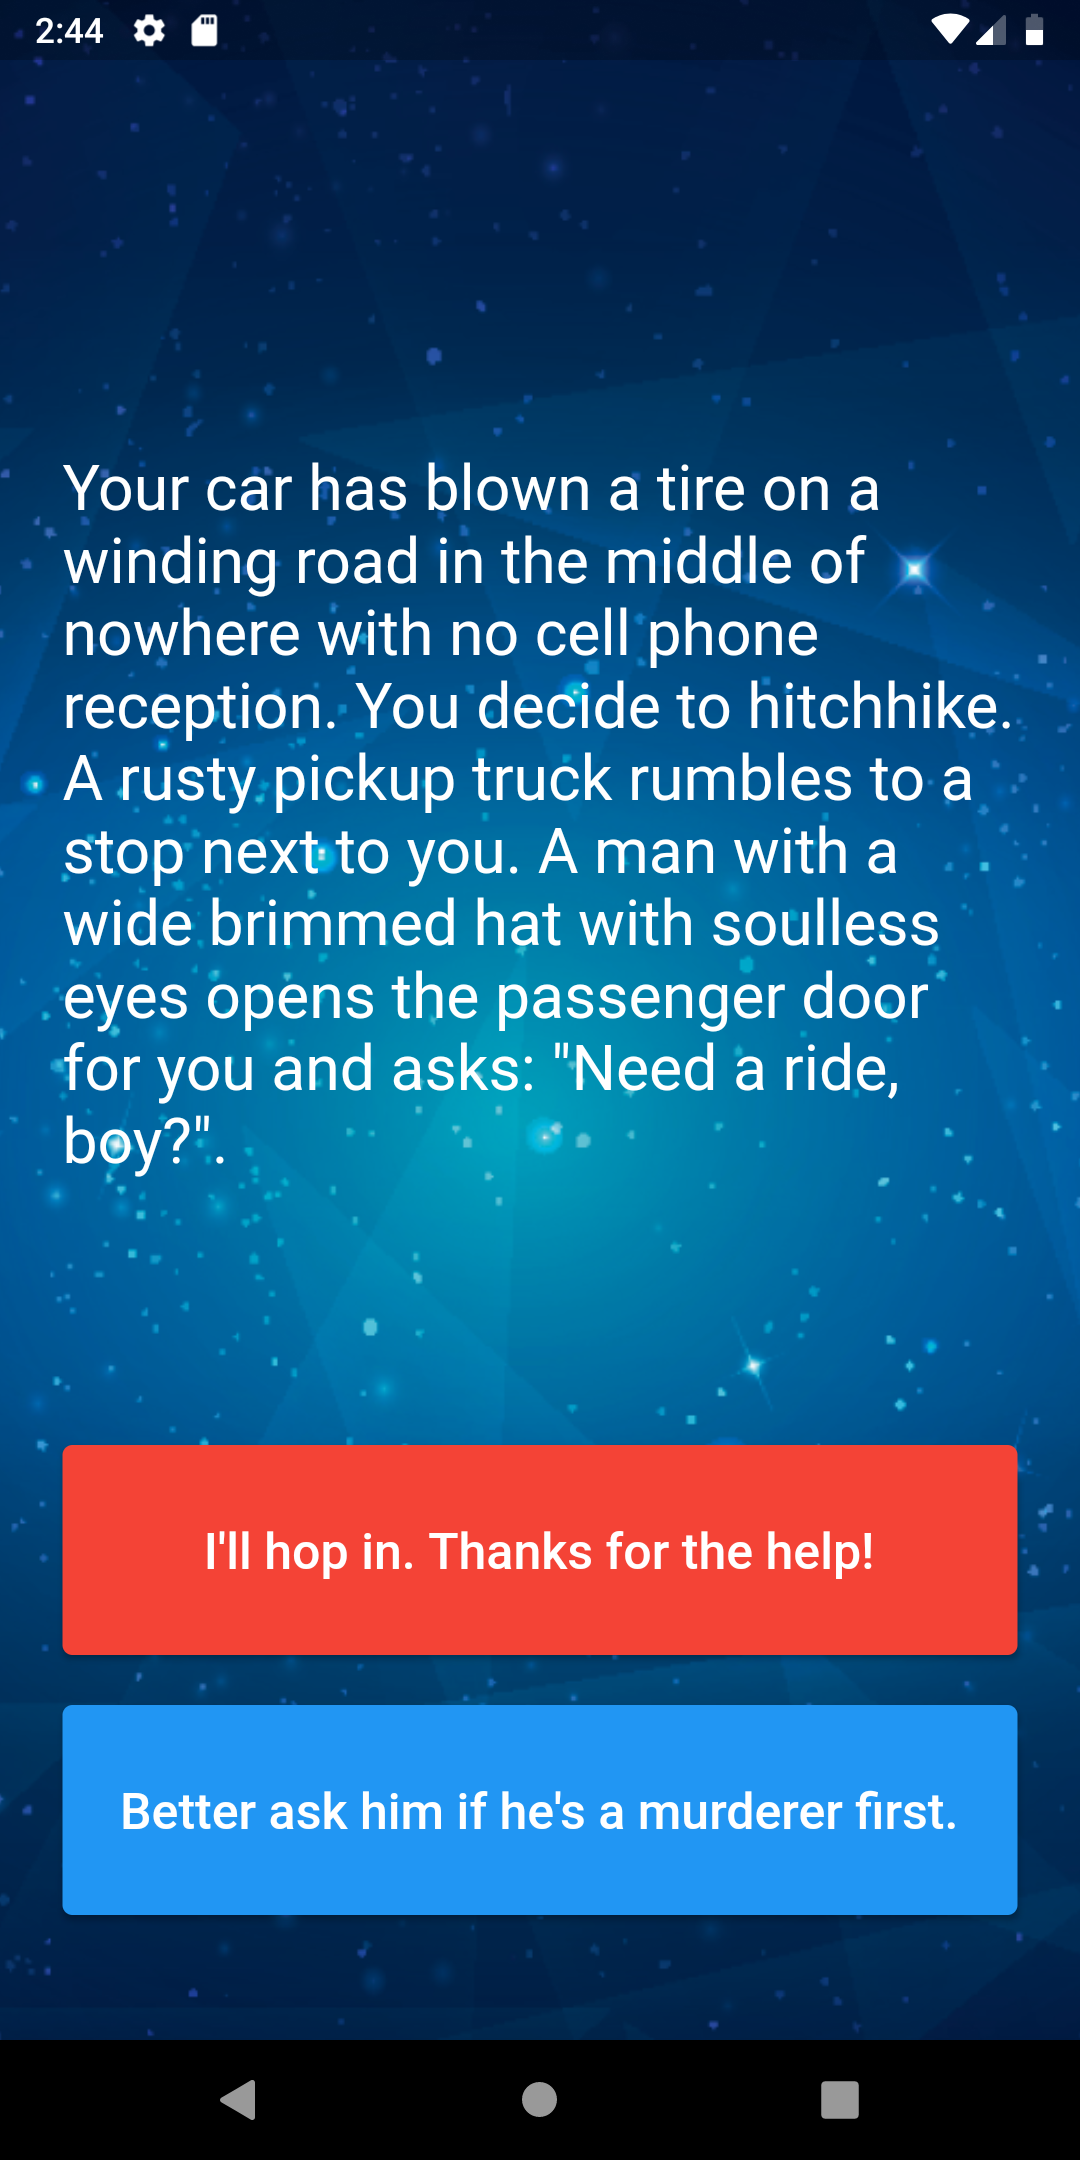 2:44
Your car has blown a tire on a
winding road in the middle of
nowhere with no cell phone
reception. You decide to hitchhike.
A rusty pickup truck rumbles to a
stop next to you. A man with a
wide brimmed hat with soulless
eyes opens the passenger door
for you and asks: "Need a ride,
boy?".
I'll hop in. Thanks for the help!
Better ask him if he's a murderer first.